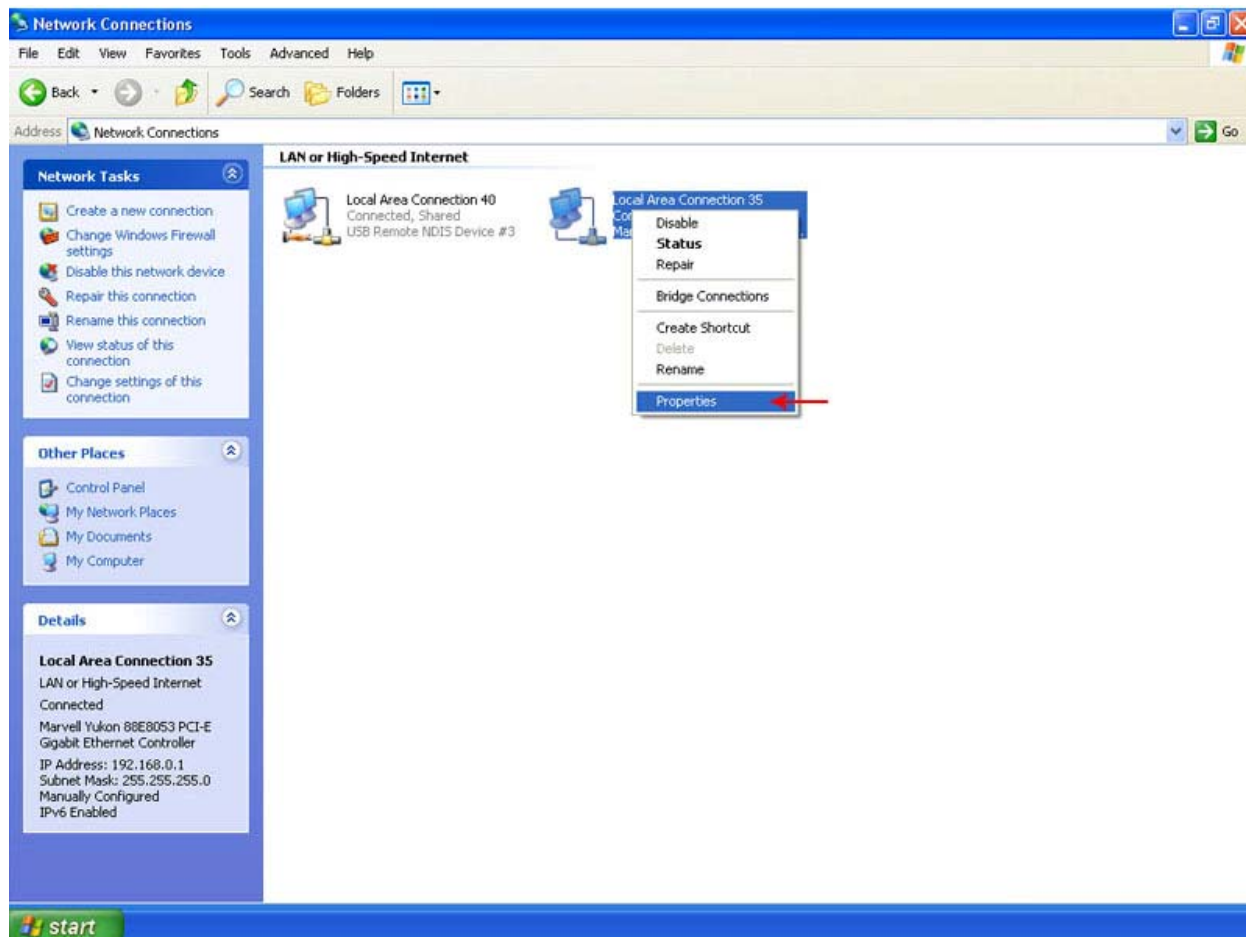 Network Connections
File Edit View Favorites Tools Advanced Help
Back Search Folders
Address Network Connections Go
Network Tasks
Create a new connection
Change Windows Firewall
settings
Disable this network device
Repair this connection
Rename this connection
View status of this
connection
Change settings of this
connection
Other Places
Control Panel
My Network Places
My Documents
My Computer
Details
Local Area Connection 35
LAN or High-Speed Internet
Connected
Marvell Yukon 88E8053 PCI-E
Gigabit Ethernet Controller
IP Address: 192.168.0.1
Subnet Mask: 255.255.255.0
Manually Configured
IPv6 Enabled
LAN or High-Speed Internet
Local Area Connection 40
Connected, Shared
USB Remote NDIS Device #3
Local Area Connection 35
Disable
Status
Repair
Bridge Connections
Create Shortcut
Delete
Rename
Properties
start